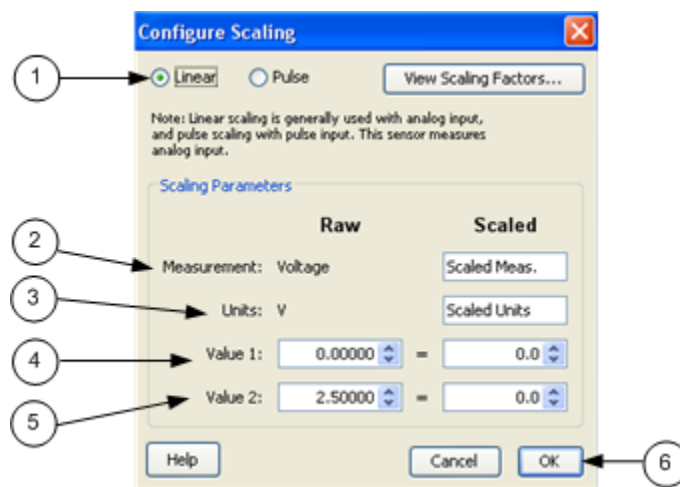 Configure Scaling
1
Linear
Pulse
View Scaling Factors...
Note: Linear scaling is generally used with analog input,
and pulse scaling with pulse input. This sensor measures
analog input.
Scaling Parameters
Raw
Scaled
2
Measurement: Voltage
Scaled Meas.
3
Units: V
Scaled Units
4
Value 1: 0.00000 = 0.0
5
Value 2: 2.50000 = 0.0
Help
Cancel
OK
6